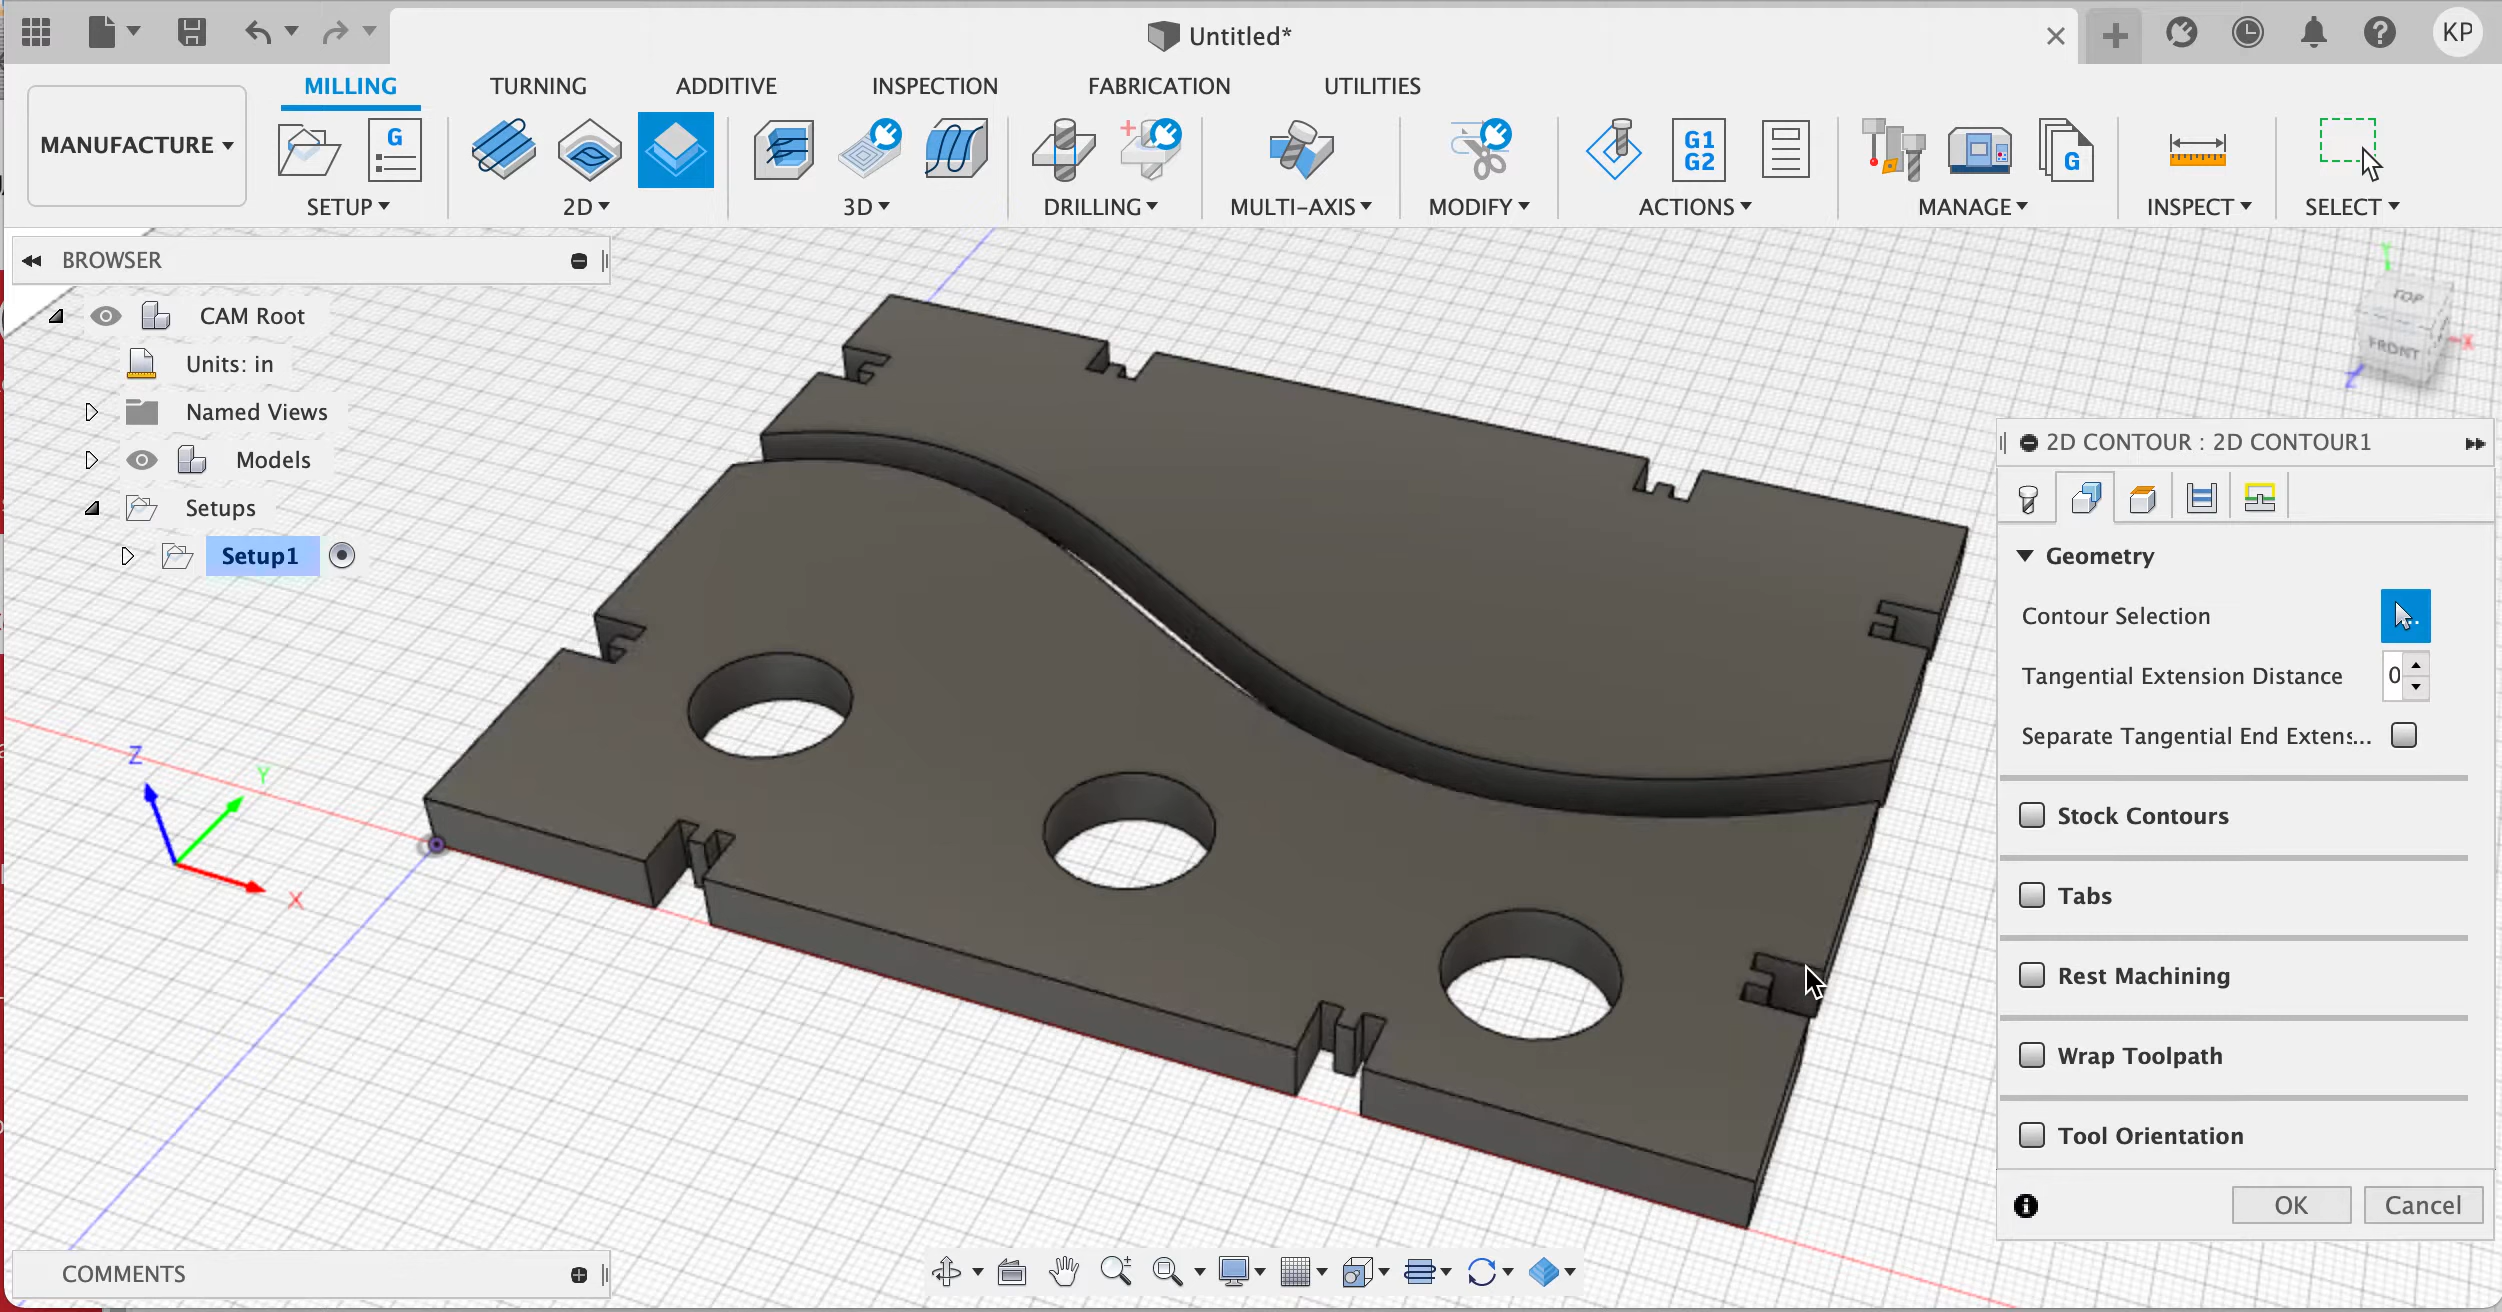 Untitled*
KP
MANUFACTURE
MILLING
TURNING
ADDITIVE
INSPECTION
FABRICATION
UTILITIES
G
G1
G2
G
SETUP
2D
3D
DRILLING
MULTI-AXIS
MODIFY
ACTIONS
MANAGE
INSPECT
SELECT
BROWSER
CAM Root
Units: in
Named Views
Models
Setups
Setup1
Y
TOP
FRONT
X
Z
Z
Y
X
2D CONTOUR : 2D CONTOUR1
Geometry
Contour Selection
Tangential Extension Distance
0
Separate Tangential End Extens...
Stock Contours
Tabs
Rest Machining
Wrap Toolpath
Tool Orientation
OK
Cancel
COMMENTS